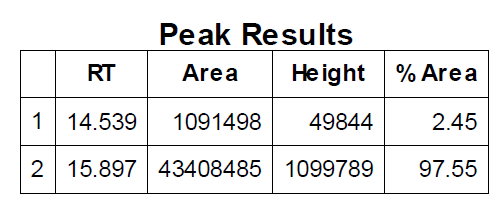 Peak Results
RT Area Height % Area
1 14.539 1091498 49844 2.45
2 15.897 43408485 1099789 97.55